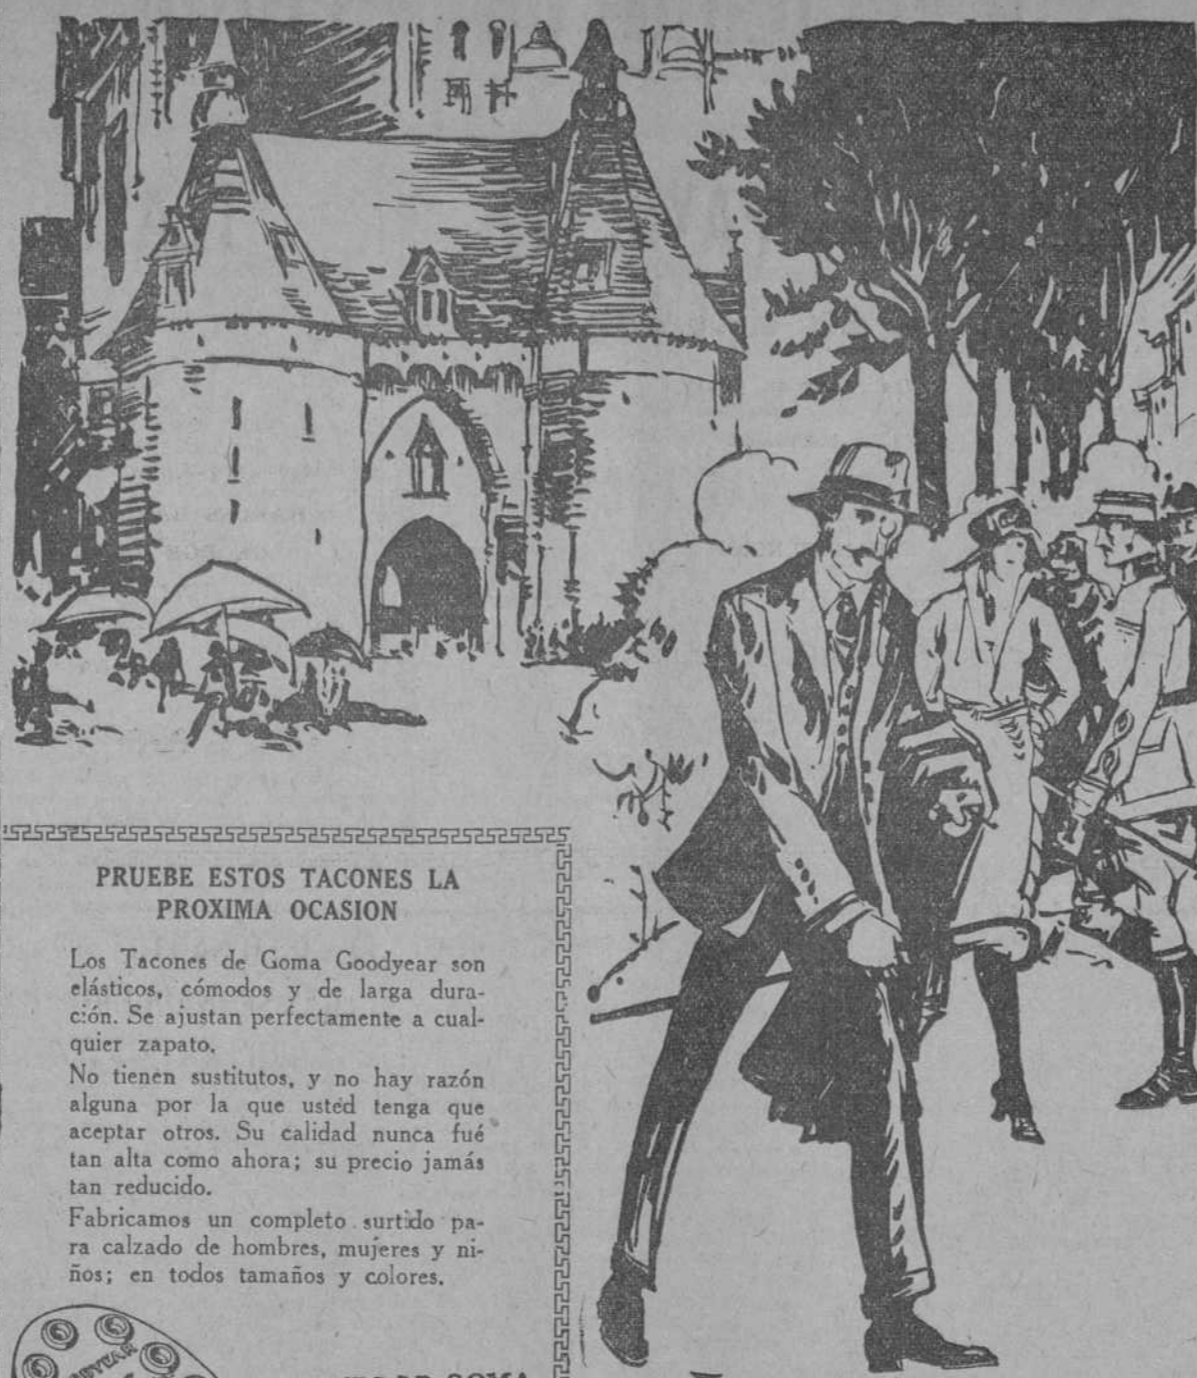 PRUEBE ESTOS TACONES LA
PROXIMA OCASION
Los Tacones de Goma Goodyear son
elásticos, cómodos y de larga dura-
ción. Se ajustan perfectamente a cual-
quier zapato.
No tienen sustitutos, y no hay razón
alguna por la que usted tenga que
aceptar otros. Su calidad nunca fué
tan alta como ahora; su precio jamás
tan reducido.
Fabricamos un completo surtido pa-
ra calzado de hombres, mujeres y ni-
ños; en todos tamaños y colores.